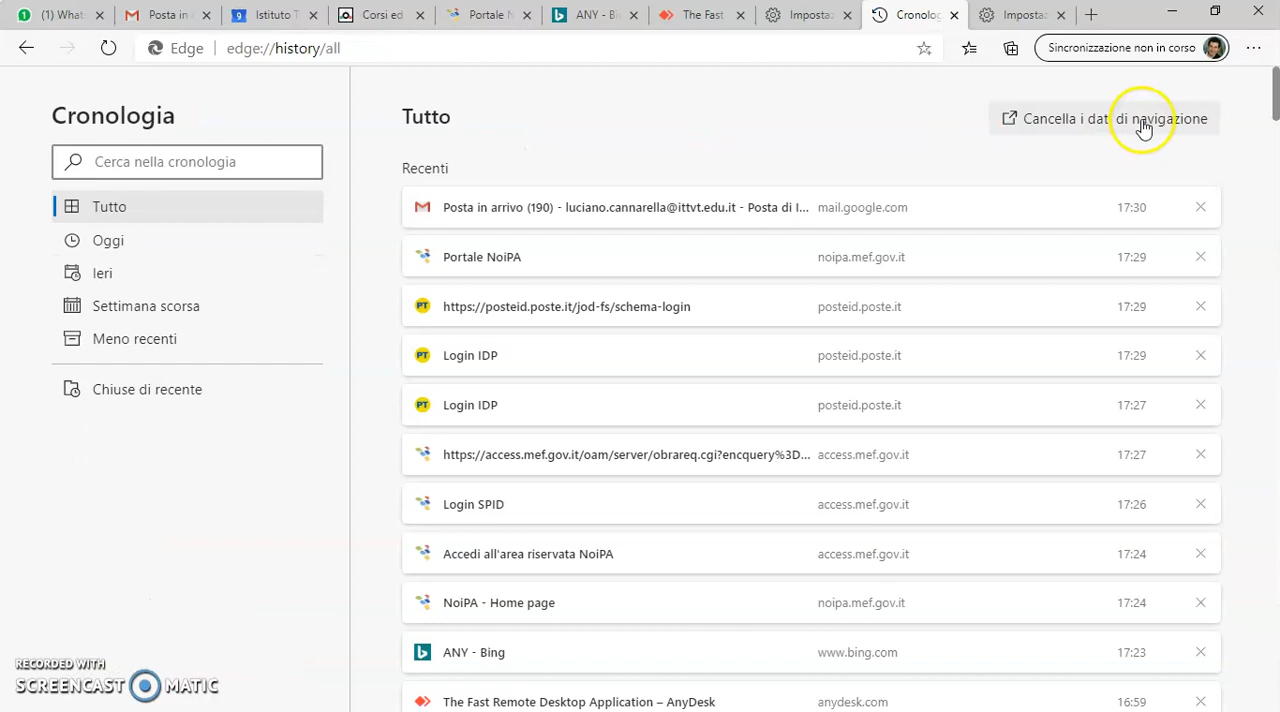 (1) Whats
Posta in A
Istituto T
Corsi ed
Portale N
ANY - Bi
The Fast
Imposta
Cronolog
Imposta
Edge edge://history/all Sincronizzazione non in corso
Cronologia
Cerca nella cronologia
Tutto
Oggi
Ieri
Settimana scorsa
Meno recenti
Chiuse di recente
Tutto Cancella i dati di navigazione
Recenti
Posta in arrivo (190) - luciano.cannarella@ittvt.edu.it - Posta di I... mail.google.com 17:30
Portale NoiPA noipa.mef.gov.it 17:29
https://posteid.poste.it/jod-fs/schema-login posteid.poste.it 17:29
PT Login IDP posteid.poste.it 17:29
PT Login IDP posteid.poste.it 17:27
https://access.mef.gov.it/oam/server/obrareq.cgi?encquery%3D... access.mef.gov.it 17:27
Login SPID access.mef.gov.it 17:26
Accedi all'area riservata NoiPA access.mef.gov.it 17:24
NoiPA - Home page noipa.mef.gov.it 17:24
ANY - Bing www.bing.com 17:23
The Fast Remote Desktop Application – AnyDesk anydesk.com 16:59
RECORDED WITH
SCREENCAST MATIC